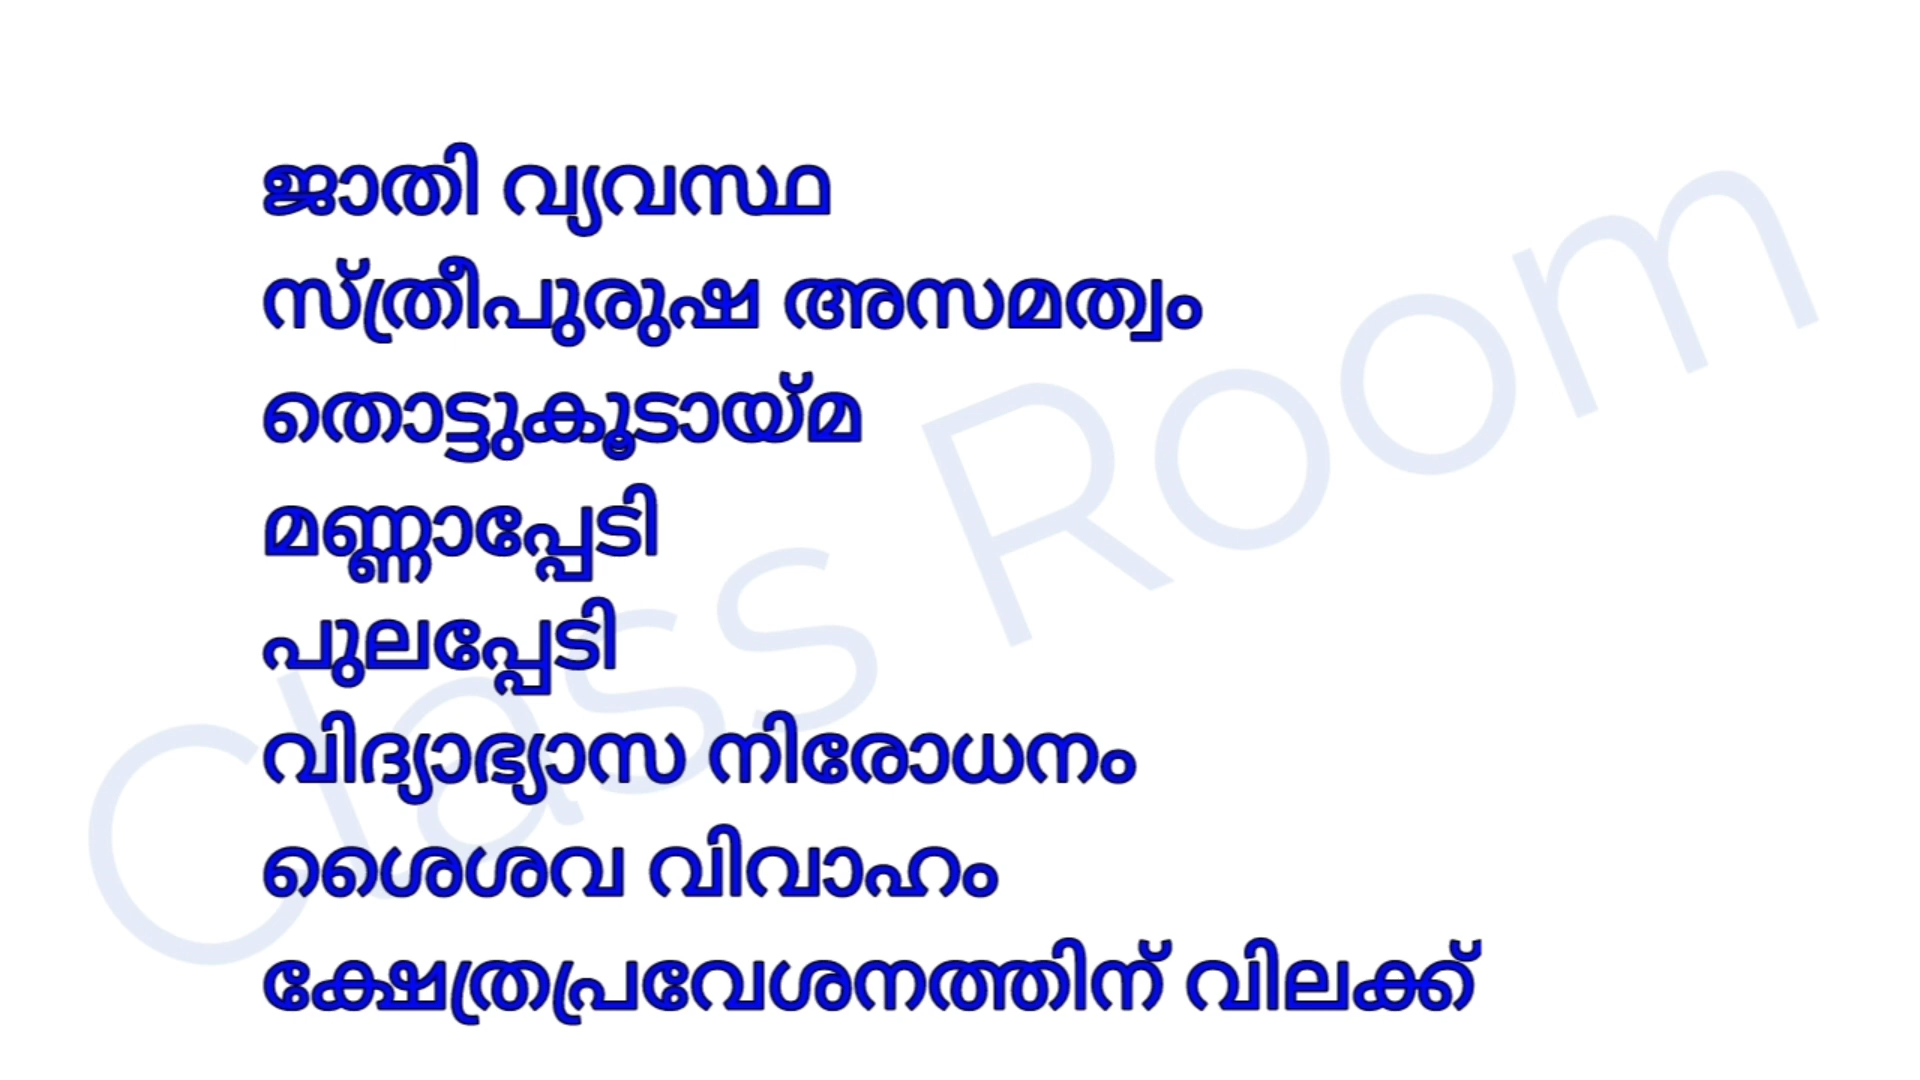 ജാതി വ്യവസ്ഥ
സ്ത്രീപുരുഷ അസമത്വം
തൊട്ടുകൂടായ്മ
മണ്ണാപ്പേടി
പുലപ്പേടി
വിദ്യാഭ്യാസ നിരോധനം
ശൈശവ വിവാഹം
ക്ഷേത്രപ്രവേശനത്തിന് വിലക്ക്
Class Room